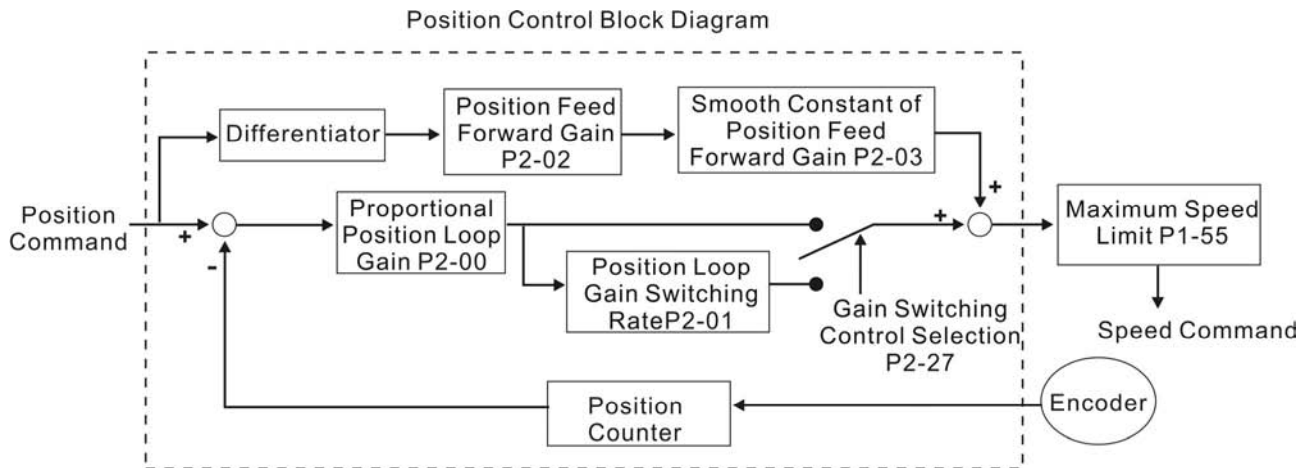 Position Control Block Diagram
Differentiator
Position Feed
Forward Gain
P2-02
Smooth Constant of
Position Feed
Forward Gain P2-03
Position
Command
+
-
Proportional
Position Loop
Gain P2-00
Position Loop
Gain Switching
RateP2-01
+
+
Gain Switching
Control Selection
P2-27
Maximum Speed
Limit P1-55
Speed Command
Position
Counter
Encoder